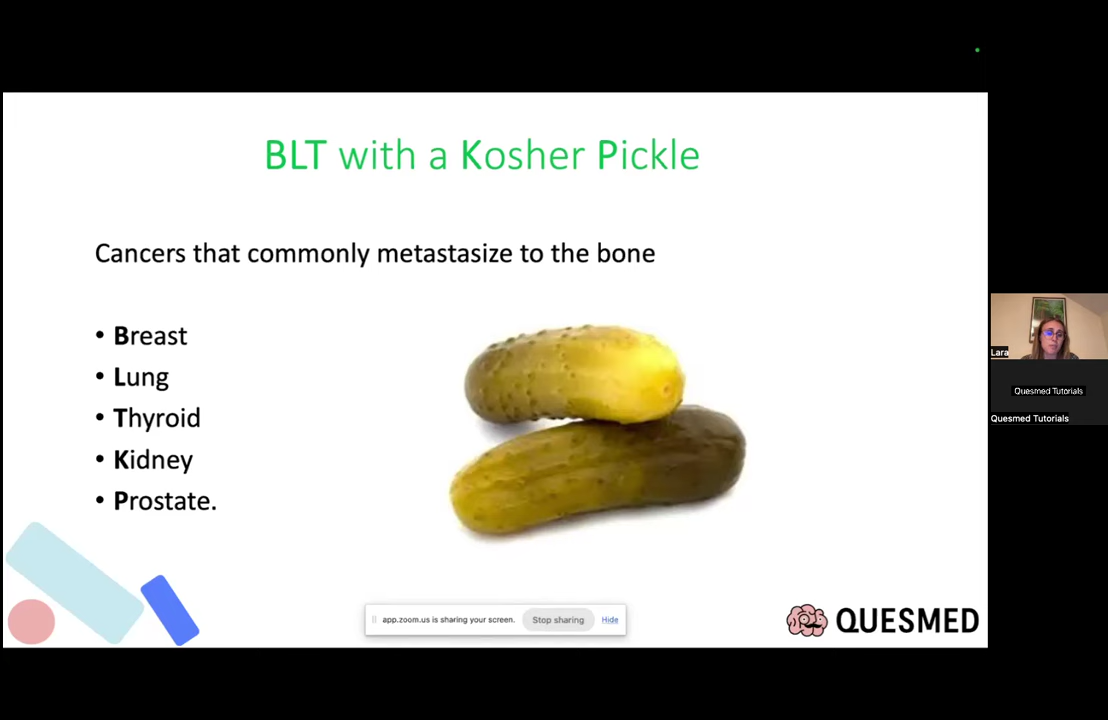 BLT with a Kosher Pickle
Cancers that commonly metastasize to the bone
• Breast
• Lung
• Thyroid
• Kidney
• Prostate.
app.zoom.us is sharing your screen.
Stop sharing
Hide
QUESMED
Lara
Quesmed Tutorials
Quesmed Tutorials